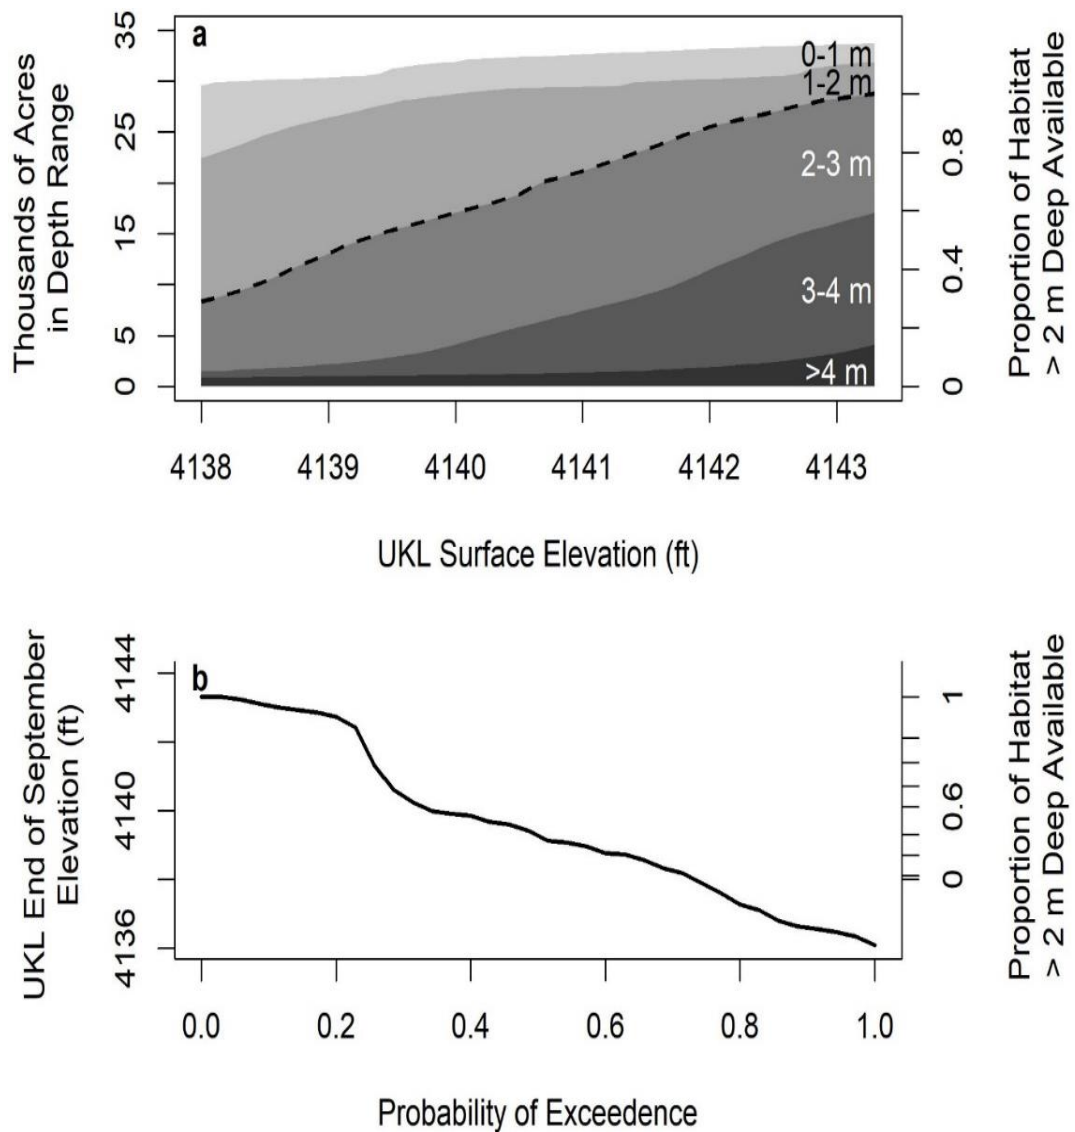 a
Thousands of Acres
in Depth Range
35
25
15
5
0
0-1 m
1-2 m
2-3 m
3-4 m
>4 m
0.8
0.4
0
Proportion of Habitat
> 2 m Deep Available
4138 4139 4140 4141 4142 4143
UKL Surface Elevation (ft)
b
UKL End of September
Elevation (ft)
4144
4140
4136
1
0.6
0
Proportion of Habitat
> 2 m Deep Available
0.0 0.2 0.4 0.6 0.8 1.0
Probability of Exceedence